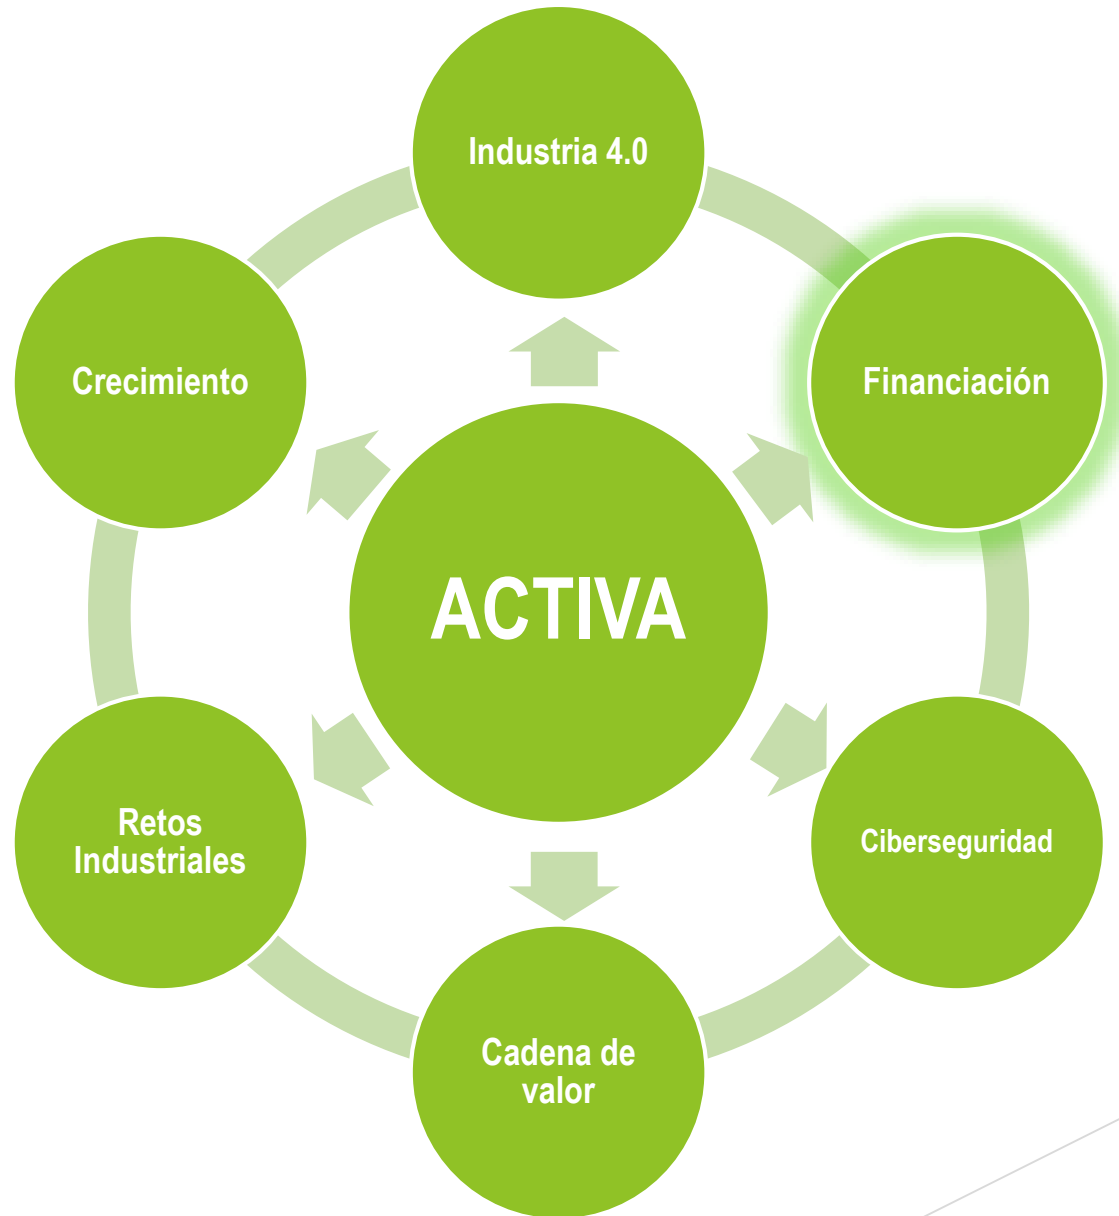 Industria 4.0
Crecimiento
Financiación
ACTIVA
Retos
Industriales
Ciberseguridad
Cadena de
valor